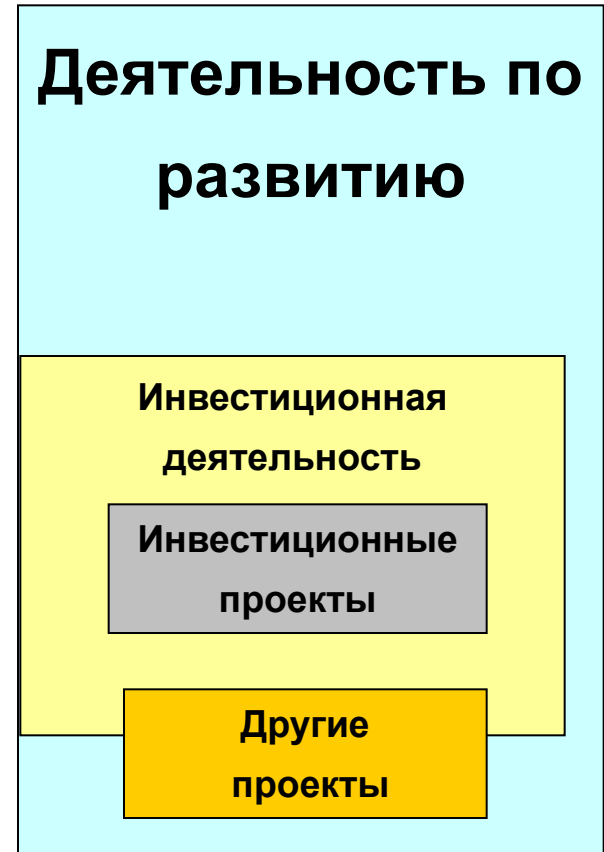 Деятельность по
развитию
Инвестиционная
деятельность
Инвестиционные
проекты
Другие
проекты